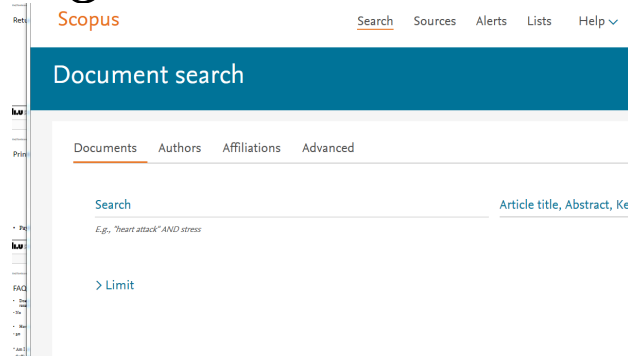 Scopus
Search Sources Alerts Lists Help
Document search
Documents Authors Affiliations Advanced
Search
Article title, Abstract, Ke
E.g., "heart attack" AND stress
Limit
Retu
Prin
FAQ